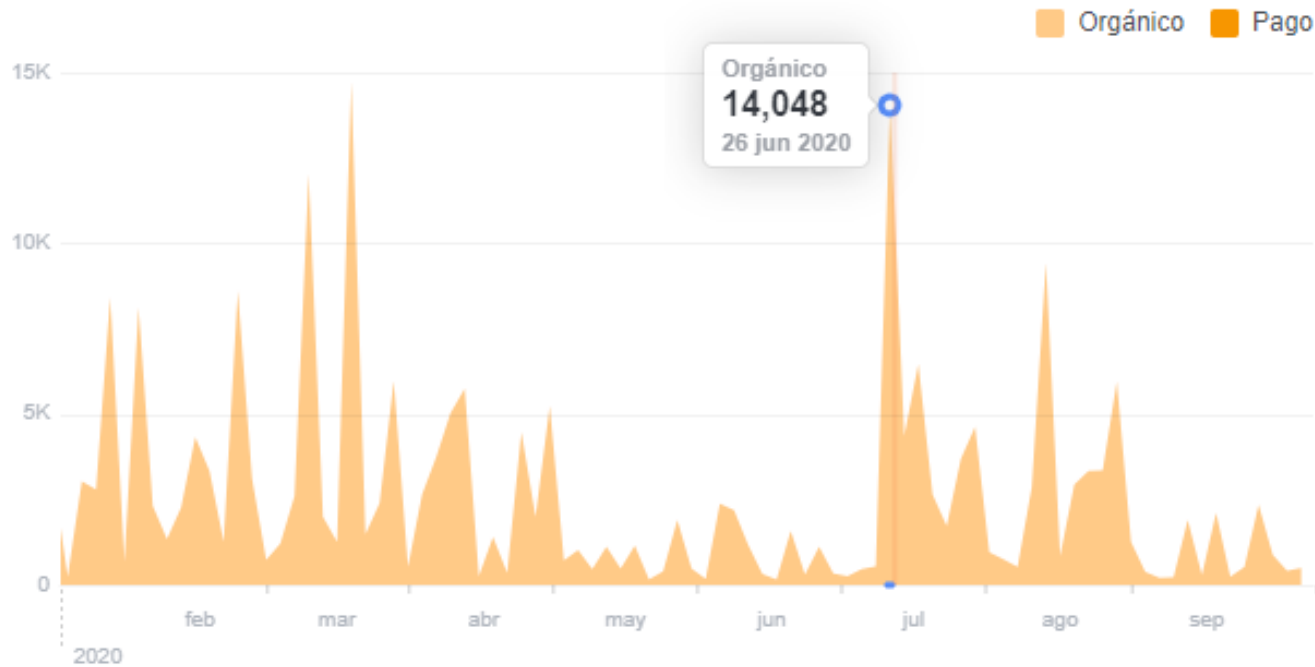 Orgánico Pago
15K
Orgánico
14,048
26 jun 2020
10K
5K
0
feb mar abr may jun jul ago sep
2020